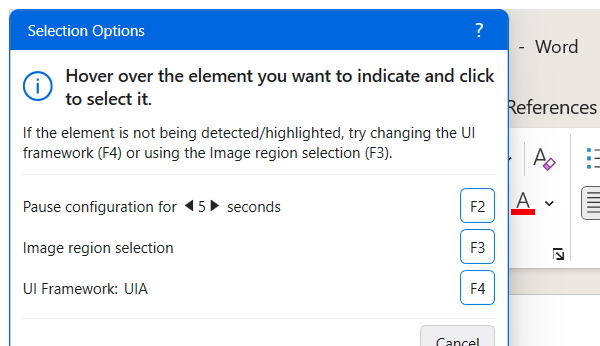 Selection Options ?
- Word
Hover over the element you want to indicate and click
to select it.
References
If the element is not being detected/highlighted, try changing the UI
framework (F4) or using the Image region selection (F3).
A
A
Pause configuration for 5 seconds F2
Image region selection F3
UI Framework: UIA F4
Cancel